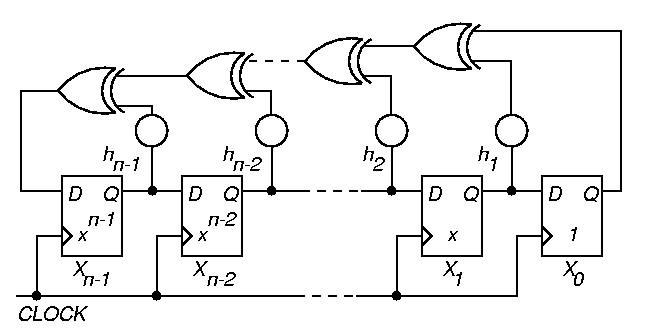 h n-1 h n-2 h 2 h 1
D Q D Q D Q D Q
n-1 n-2
x x x 1
X n-1 X n-2 X 1 X 0
CLOCK